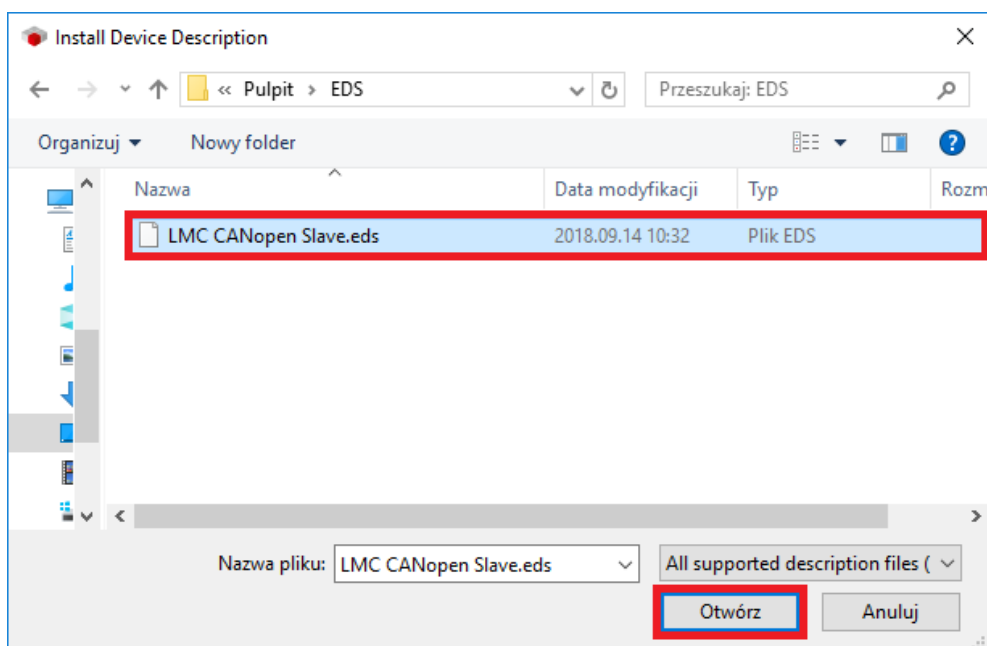 Install Device Description
« Pulpit › EDS
Przeszukaj: EDS
Organizuj Nowy folder
Nazwa Data modyfikacji Typ Rozm
LMC CANopen Slave.eds 2018.09.14 10:32 Plik EDS
Nazwa pliku: LMC CANopen Slave.eds All supported description files (
Otwórz Anuluj